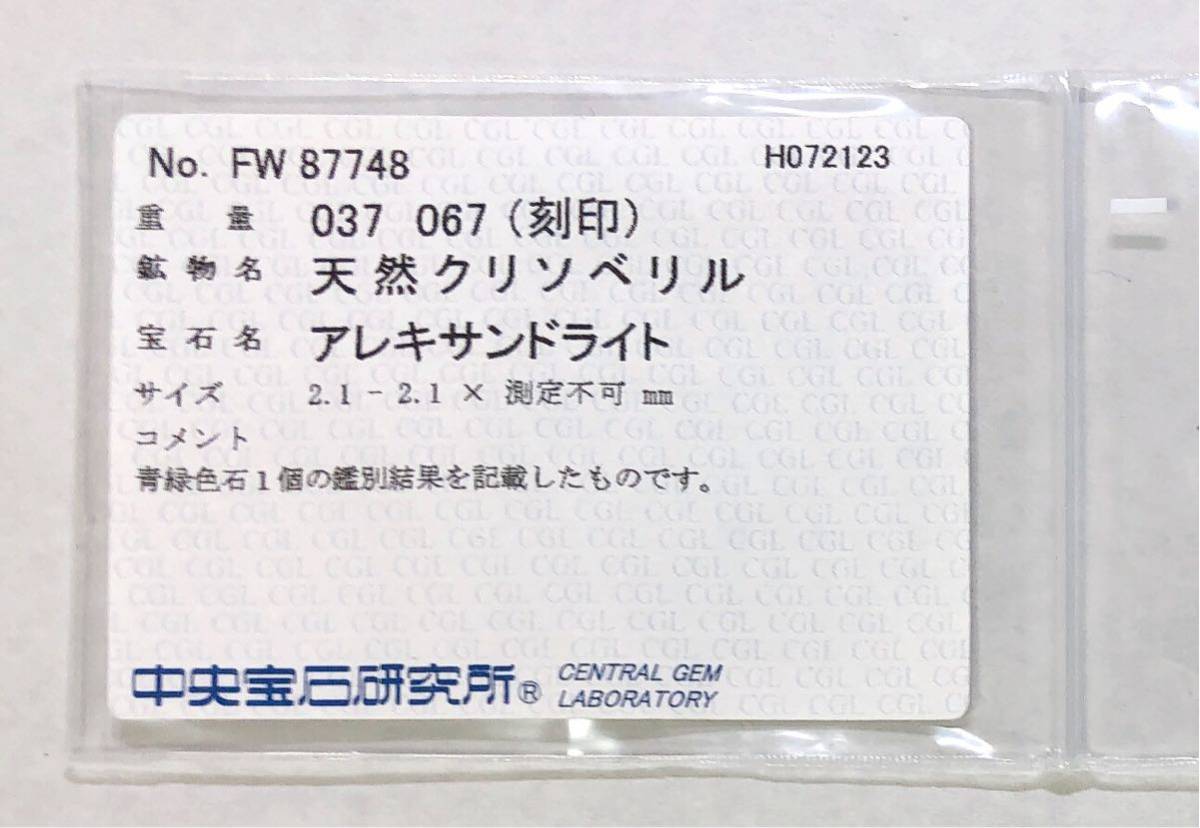 No. FW 87748 H072123
重 量 037 067 (刻印)
鉱 物 名 天然クリソベリル
宝 石 名 アレキサンドライト
サイズ 2.1 - 2.1 × 測定不可 mm
コメント
青緑色石1個の鑑別結果を記載したものです。
中央宝石研究所® CENTRAL GEM
LABORATORY